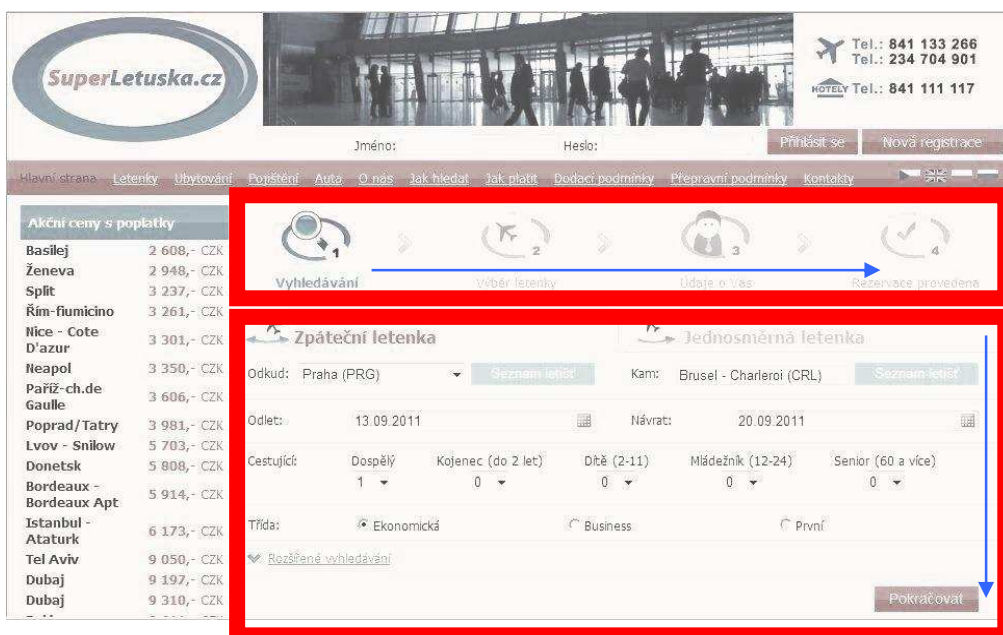 SuperLetuska.cz
Tel.: 841 133 266
Tel.: 234 704 901
HOTELY Tel.: 841 111 117
Jméno: Heslo: Přihlásit se Nová registrace
Hlavní strana Letenky Ubytování Pojištění Auta O nás Jak hledat Jak platit Dodací podmínky Přepravní podmínky Kontakty
Akční ceny s poplatky
Basilej 2 608,- CZK
Ženeva 2 948,- CZK
Split 3 237,- CZK
Řím-fiumicino 3 261,- CZK
Nice - Cote
D'azur 3 301,- CZK
Neapol 3 350,- CZK
Paříž-ch.de
Gaulle 3 606,- CZK
Poprad/Tatry 3 981,- CZK
Lvov - Snilow 5 703,- CZK
Donetsk 5 808,- CZK
Bordeaux -
Bordeaux Apt 5 914,- CZK
Istanbul -
Ataturk 6 173,- CZK
Tel Aviv 9 050,- CZK
Dubaj 9 197,- CZK
Dubaj 9 310,- CZK
1 2 3 4
Vyhledávání Výběr letenky Údaje o Vás Rezervace provedena
Zpáteční letenka Jednosměrná letenka
Odkud: Praha (PRG) Seznam letišť Kam: Brusel - Charleroi (CRL) Seznam letišť
Odlet: 13.09.2011 Návrat: 20.09.2011
Cestující: Dospělý Kojenec (do 2 let) Dítě (2-11) Mládežník (12-24) Senior (60 a více)
1 0 0 0 0
Třída: Ekonomická Business První
Rozšířené vyhledávání
Pokračovat